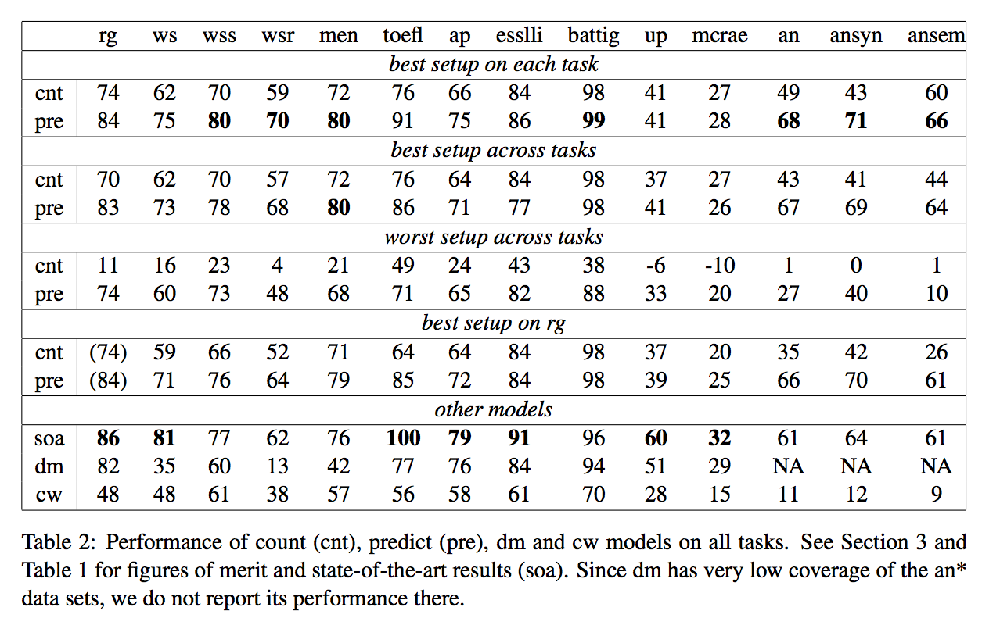 rg ws wss wsr men toefl ap esslli battig up mcrae an ansyn ansem
best setup on each task
cnt 74 62 70 59 72 76 66 84 98 41 27 49 43 60
pre 84 75 80 70 80 91 75 86 99 41 28 68 71 66
best setup across tasks
cnt 70 62 70 57 72 76 64 84 98 37 27 43 41 44
pre 83 73 78 68 80 86 71 77 98 41 26 67 69 64
worst setup across tasks
cnt 11 16 23 4 21 49 24 43 38 -6 -10 1 0 1
pre 74 60 73 48 68 71 65 82 88 33 20 27 40 10
best setup on rg
cnt (74) 59 66 52 71 64 64 84 98 37 20 35 42 26
pre (84) 71 76 64 79 85 72 84 98 39 25 66 70 61
other models
soa 86 81 77 62 76 100 79 91 96 60 32 61 64 61
dm 82 35 60 13 42 77 76 84 94 51 29 NA NA NA
cw 48 48 61 38 57 56 58 61 70 28 15 11 12 9
Table 2: Performance of count (cnt), predict (pre), dm and cw models on all tasks. See Section 3 and
Table 1 for figures of merit and state-of-the-art results (soa). Since dm has very low coverage of the an*
data sets, we do not report its performance there.